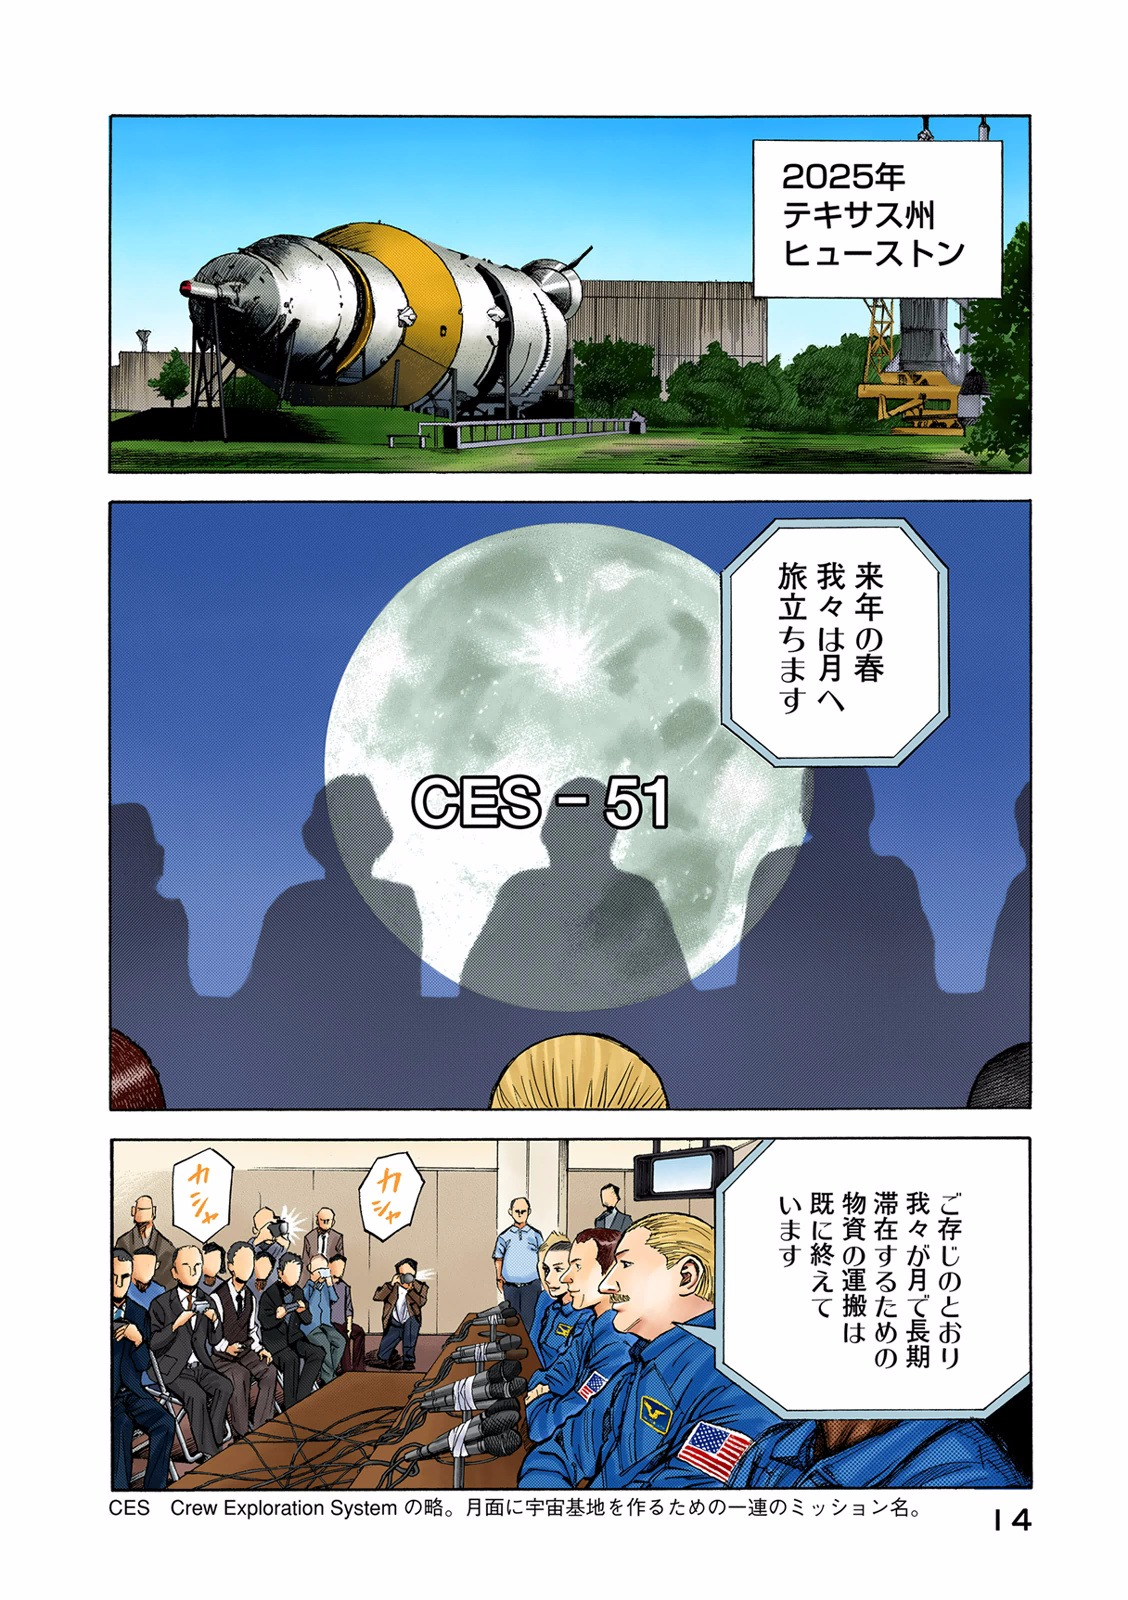 2025年
テキサス州
ヒューストン
来年の春
我々は月へ
旅立ちます
CES－51
ご存じのとおり
我々が月で長期
滞在するための
物資の運搬は
既に終えて
います
カシャ
カシャ
CES　Crew Exploration System の略。月面に宇宙基地を作るための一連のミッション名。
14